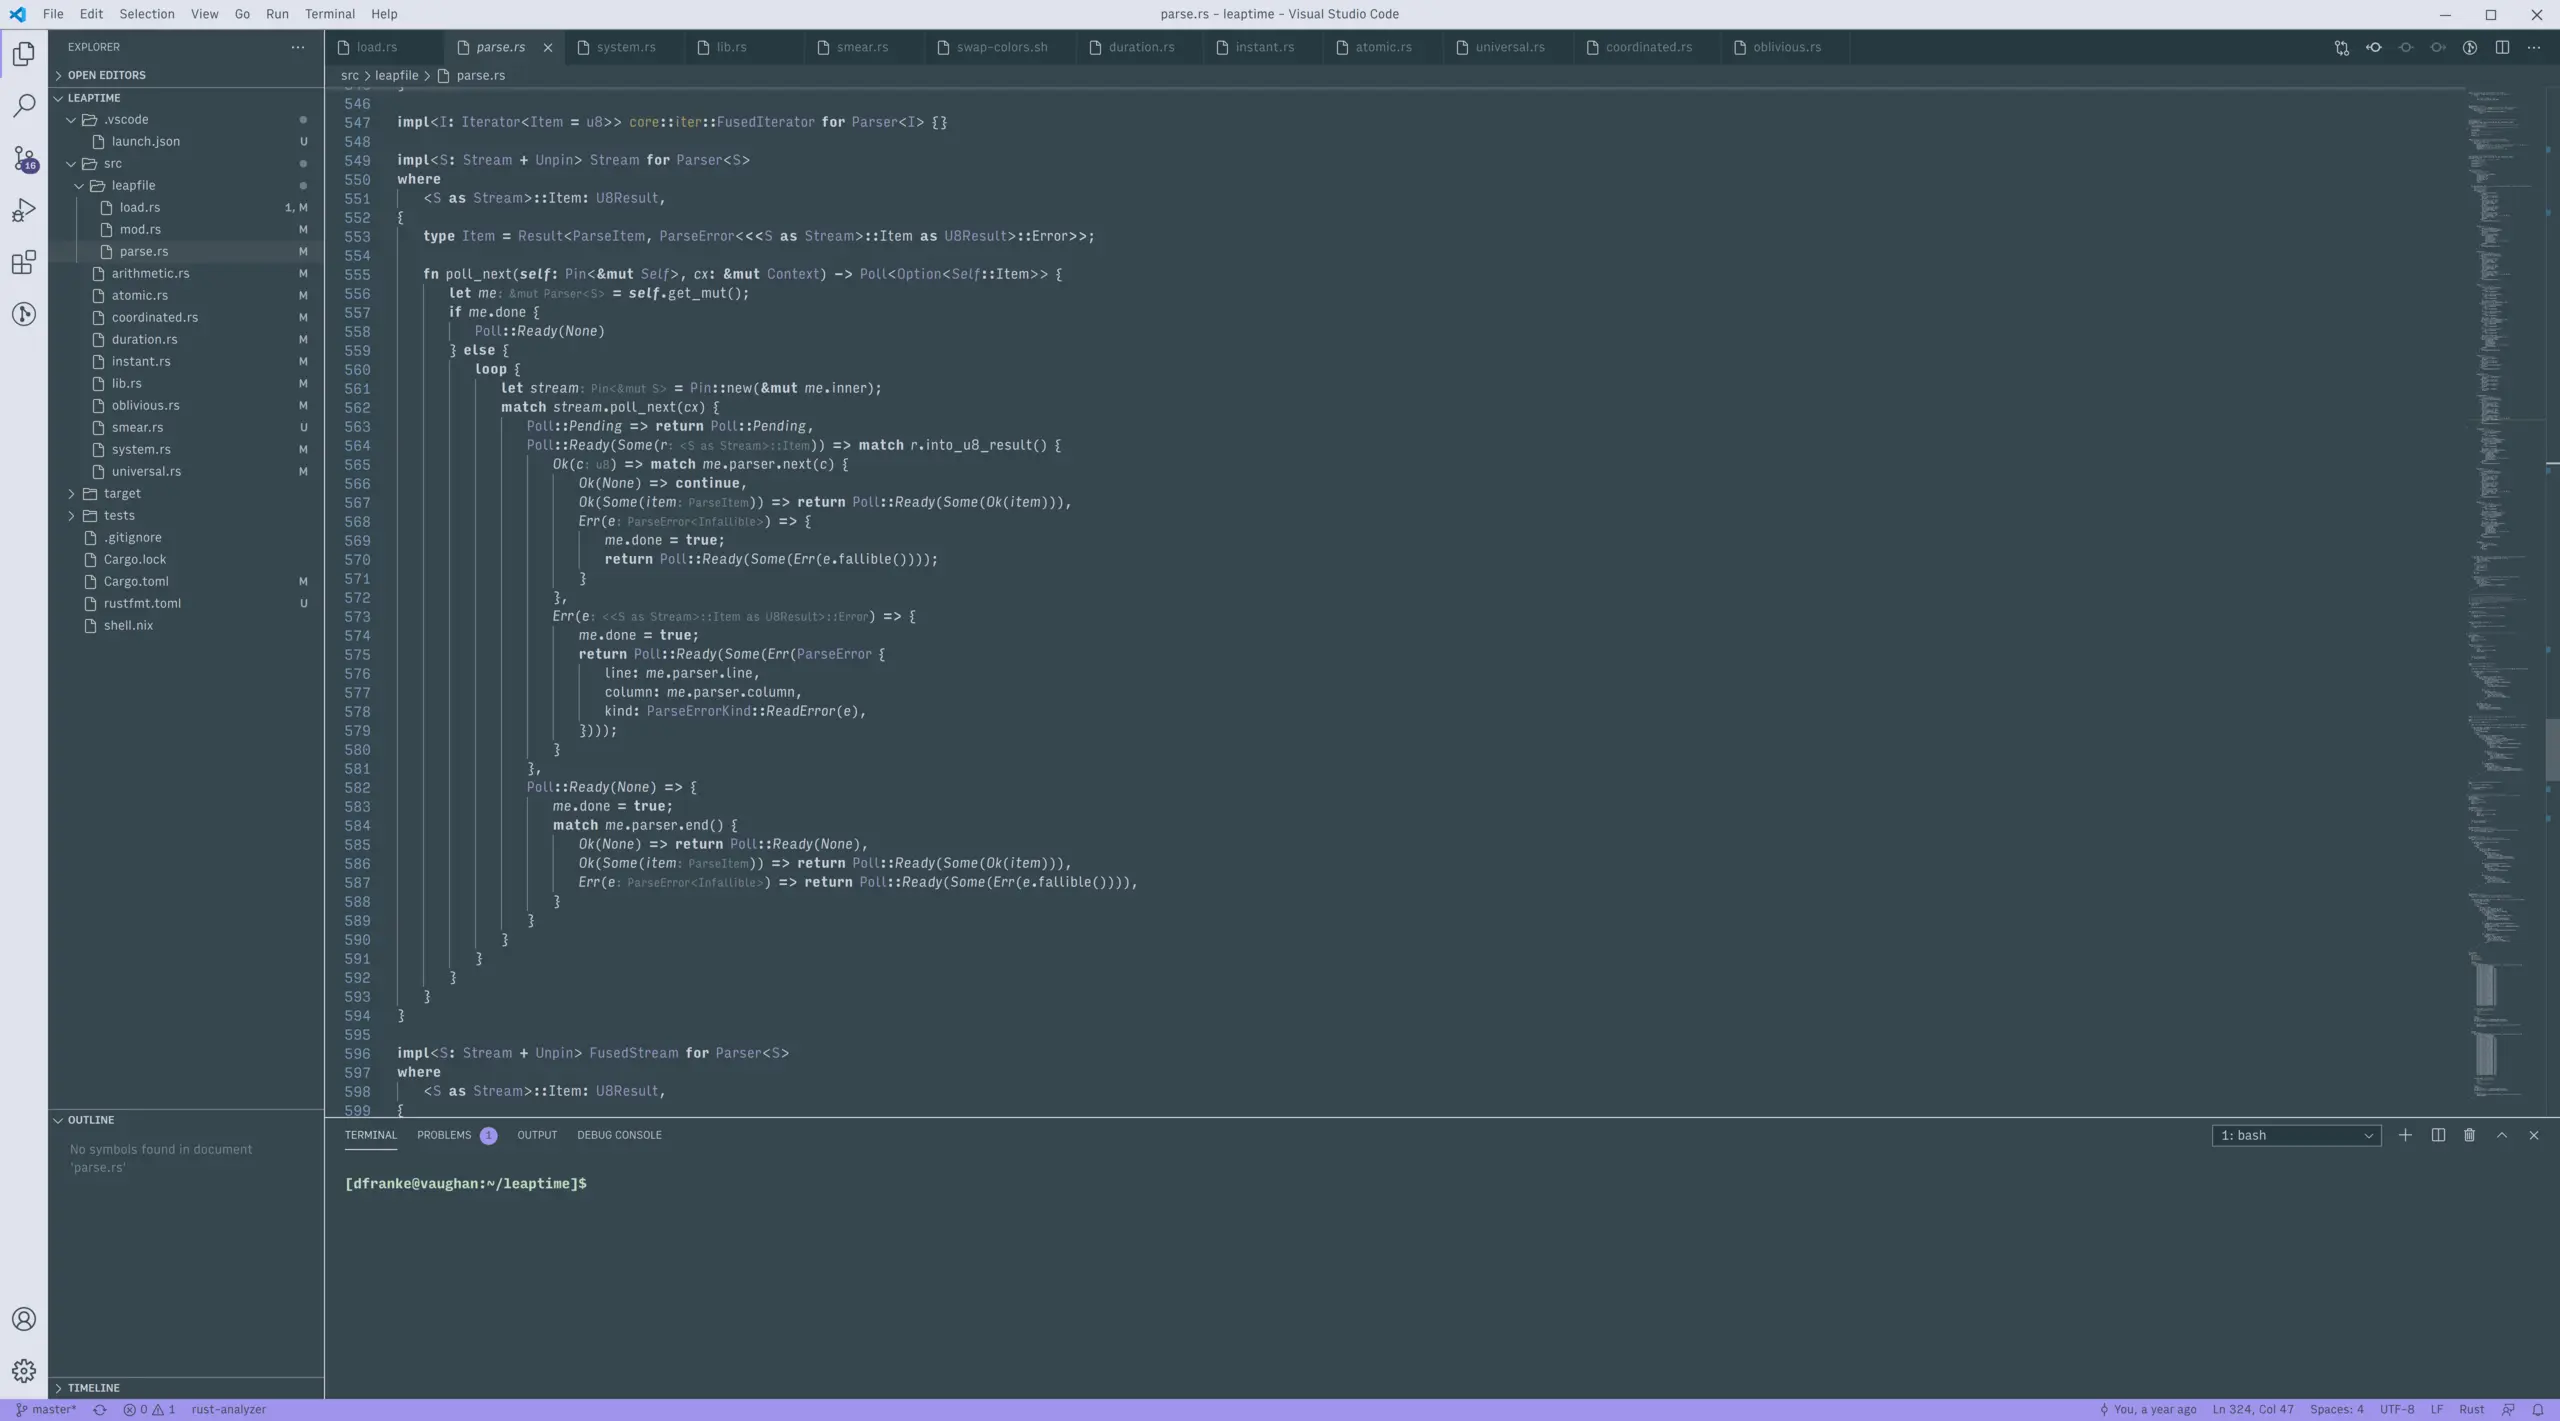 File Edit Selection View Go Run Terminal Help
parse.rs - leaptime - Visual Studio Code
EXPLORER
OPEN EDITORS
LEAPTIME
.vscode
launch.json U
src
leapfile
load.rs 1, M
mod.rs M
parse.rs M
arithmetic.rs M
atomic.rs M
coordinated.rs M
duration.rs M
instant.rs M
lib.rs M
oblivious.rs M
smear.rs U
system.rs M
universal.rs M
target
tests
.gitignore
Cargo.lock
Cargo.toml M
rustfmt.toml U
shell.nix
16
OUTLINE
No symbols found in document
'parse.rs'
TIMELINE
load.rs parse.rs system.rs lib.rs smear.rs swap-colors.sh duration.rs instant.rs atomic.rs universal.rs coordinated.rs oblivious.rs
src > leapfile > parse.rs
546
547 impl<I: Iterator<Item = u8>> core::iter::FusedIterator for Parser<I> {}
548
549 impl<S: Stream + Unpin> Stream for Parser<S>
550 where
551     <S as Stream>::Item: U8Result,
552 {
553     type Item = Result<ParseItem, ParseError<<<S as Stream>::Item as U8Result>::Error>>;
554
555     fn poll_next(self: Pin<&mut Self>, cx: &mut Context) -> Poll<Option<Self::Item>> {
556         let me: &mut Parser<S> = self.get_mut();
557         if me.done {
558             Poll::Ready(None)
559         } else {
560             loop {
561                 let stream: Pin<&mut S> = Pin::new(&mut me.inner);
562                 match stream.poll_next(cx) {
563                     Poll::Pending => return Poll::Pending,
564                     Poll::Ready(Some(r: <S as Stream>::Item)) => match r.into_u8_result() {
565                         Ok(c: u8) => match me.parser.next(c) {
566                             Ok(None) => continue,
567                             Ok(Some(item: ParseItem)) => return Poll::Ready(Some(Ok(item))),
568                             Err(e: ParseError<Infallible>) => {
569                                 me.done = true;
570                                 return Poll::Ready(Some(Err(e.fallible())));
571                             }
572                         },
573                         Err(e: <<S as Stream>::Item as U8Result>::Error) => {
574                             me.done = true;
575                             return Poll::Ready(Some(Err(ParseError {
576                                 line: me.parser.line,
577                                 column: me.parser.column,
578                                 kind: ParseErrorKind::ReadError(e),
579                             })));
580                         }
581                     },
582                     Poll::Ready(None) => {
583                         me.done = true;
584                         match me.parser.end() {
585                             Ok(None) => return Poll::Ready(None),
586                             Ok(Some(item: ParseItem)) => return Poll::Ready(Some(Ok(item))),
587                             Err(e: ParseError<Infallible>) => return Poll::Ready(Some(Err(e.fallible()))),
588                         }
589                     }
590                 }
591             }
592         }
593     }
594 }
595
596 impl<S: Stream + Unpin> FusedStream for Parser<S>
597 where
598     <S as Stream>::Item: U8Result,
599 {
TERMINAL PROBLEMS 1 OUTPUT DEBUG CONSOLE
1: bash
[dfranke@vaughan:~/leaptime]$
master* 0 1 rust-analyzer
You, a year ago Ln 324, Col 47 Spaces: 4 UTF-8 LF Rust